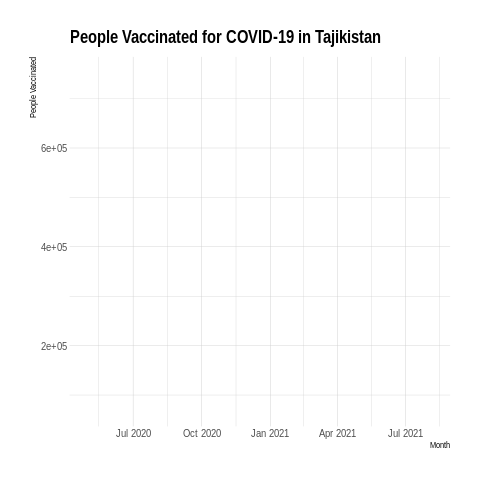 People Vaccinated for COVID-19 in Tajikistan
People Vaccinated
6e+05
4e+05
2e+05
Jul 2020 Oct 2020 Jan 2021 Apr 2021 Jul 2021
Month